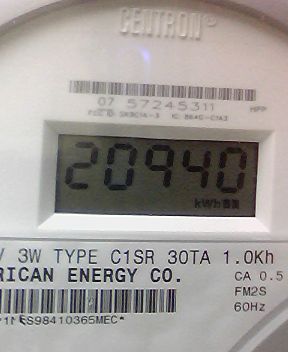 CENTRON®
07 57245311
20940
kWh
V 3W TYPE C1SR 30TA 1.0Kh
RICAN ENERGY CO.
CA 0.5
FM2S
60Hz